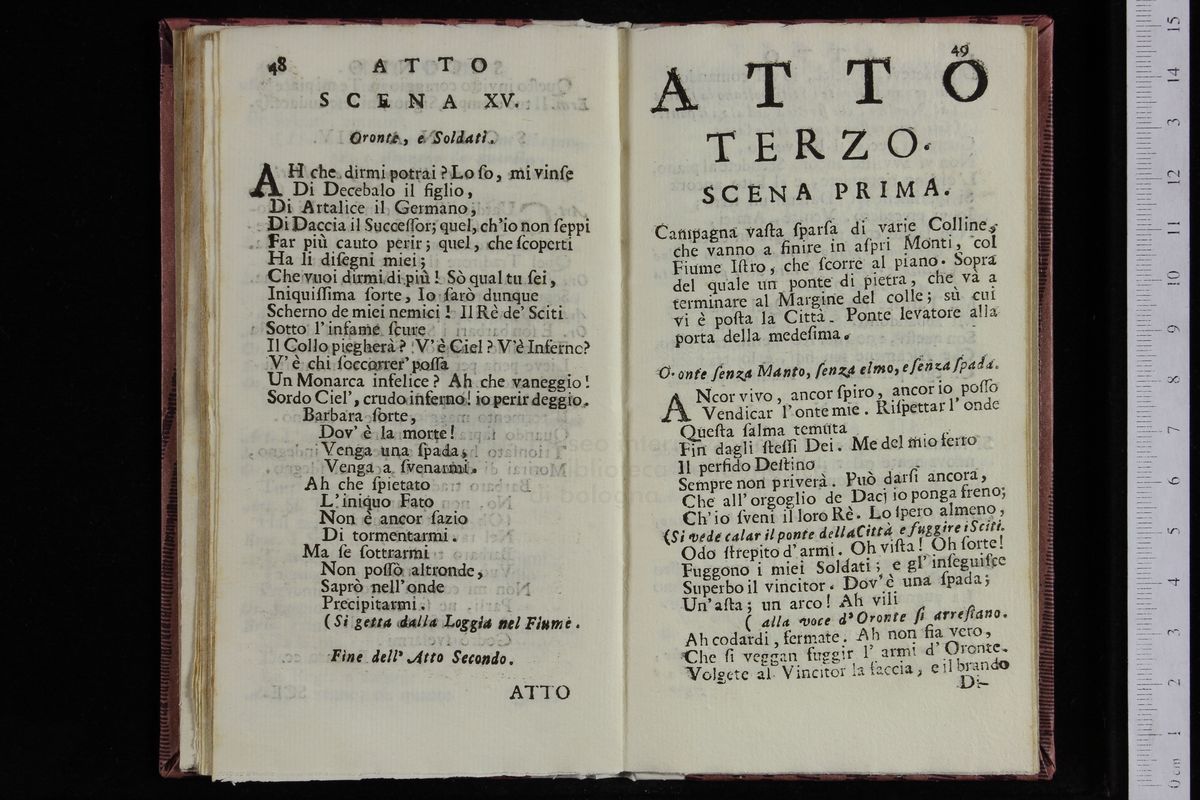 48 ATTO
SCENA XV.
Oronte, e Soldati.
AH che dirmi potrai? Lo ſo, mi vinſe
Di Decebalo il figlio,
Di Artalice il Germano,
Di Daccia il Succeſſor; quel, ch'io non ſeppi
Far più cauto perir; quel, che ſcoperti
Ha li diſegni miei;
Che vuoi dirmi di più! Sò qual tu ſei,
Iniquiſſima ſorte, Io ſarò dunque
Scherno de' miei nemici! Il Rè de' Sciti
Sotto l'infame ſcure
Il Collo piegherà? V'è Ciel? V'è Inferno?
V'è chi ſoccorrer' poſſa
Un Monarca infelice? Ah che vaneggio!
Sordo Ciel', crudo inferno! io perir deggio.
Barbara ſorte,
Dov'è la morte!
Venga una ſpada,
Venga a ſvenarmi.
Ah che ſpietato
L'iniquo Fato
Non è ancor ſazio
Di tormentarmi.
Ma ſe ſottrarmi
Non poſſo altronde,
Saprò nell'onde
Precipitarmi.
(Si getta dalla Loggia nel Fiume.
Fine dell'Atto Secondo.
ATTO
49
ATTO
TERZO.
SCENA PRIMA.
Campagna vaſta ſparſa di varie Colline,
che vanno a finire in aſpri Monti, col
Fiume Iſtro, che ſcorre al piano. Sopra
del quale un ponte di pietra, che và a
terminare al Margine del colle; sù cui
vi è poſta la Città. Ponte levatore alla
porta della medeſima.
O onte ſenza Manto, ſenza elmo, e ſenza ſpada.
ANcor vivo, ancor ſpiro, ancor io poſſo
Vendicar l'onte mie. Riſpettar l'onde
Queſta ſalma temuta
Fin dagli ſteſſi Dei. Me del mio ferro
Il perfido Deſtino
Sempre non priverà. Può darſi ancora,
Che all'orgoglio de Daci io ponga freno;
Ch'io ſveni il loro Rè. Lo ſpero almeno,
(Si vede calar il ponte della Città e fuggire i Sciti.
Odo ſtrepito d'armi. Oh viſta! Oh ſorte!
Fuggono i miei Soldati; e gl'inſeguiſce
Superbo il vincitor. Dov'è una ſpada;
Un'aſta; un arco! Ah vili
( alla voce d'Oronte ſi arreſtano.
Ah codardi, fermate. Ah non fia vero,
Che ſi veggan fuggir l'armi d'Oronte.
Volgete al Vincitor la faccia, e il brando
Di-